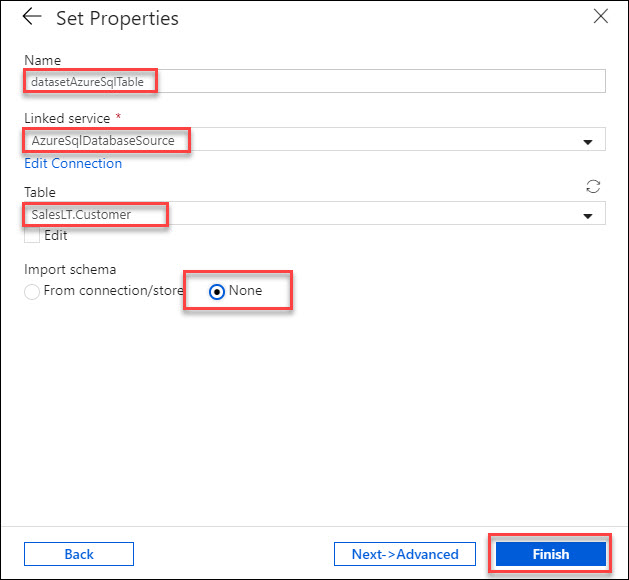 Set Properties
Name
datasetAzureSqlTable
Linked service *
AzureSqlDatabaseSource
Edit Connection
Table
SalesLT.Customer
Edit
Import schema
From connection/store None
Back Next->Advanced Finish